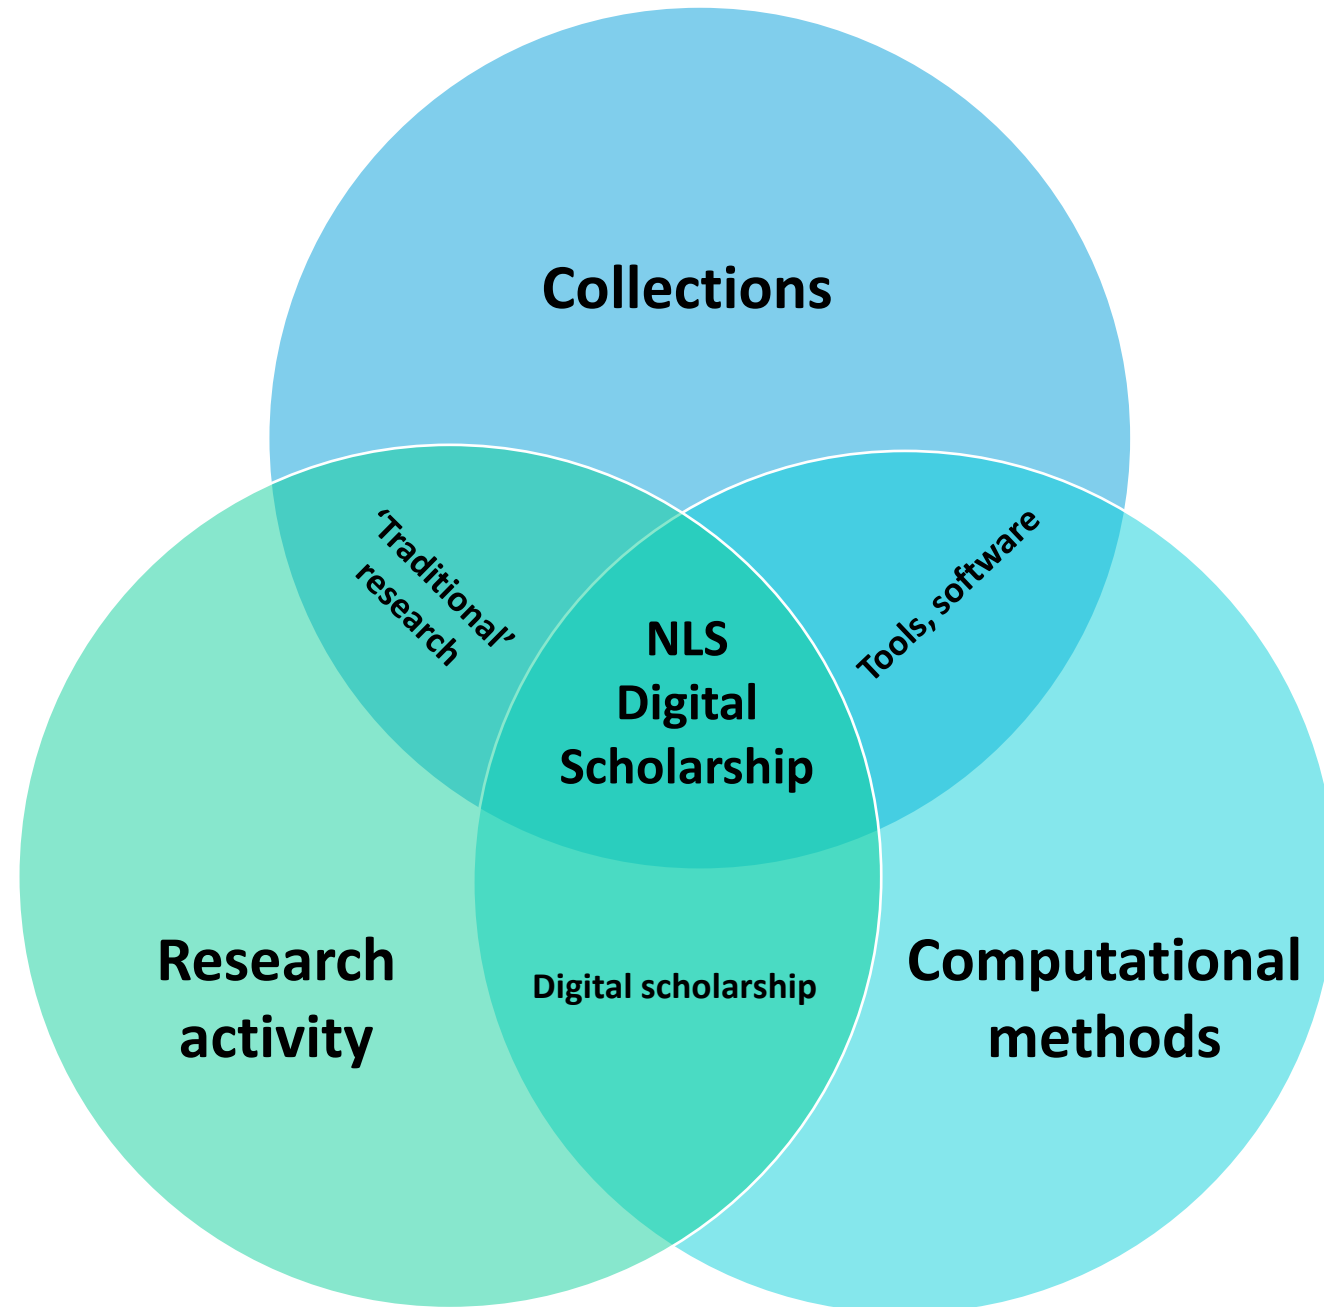 Collections
‘Traditional’
research
Tools, software
NLS
Digital
Scholarship
Research
activity
Digital scholarship
Computational
methods